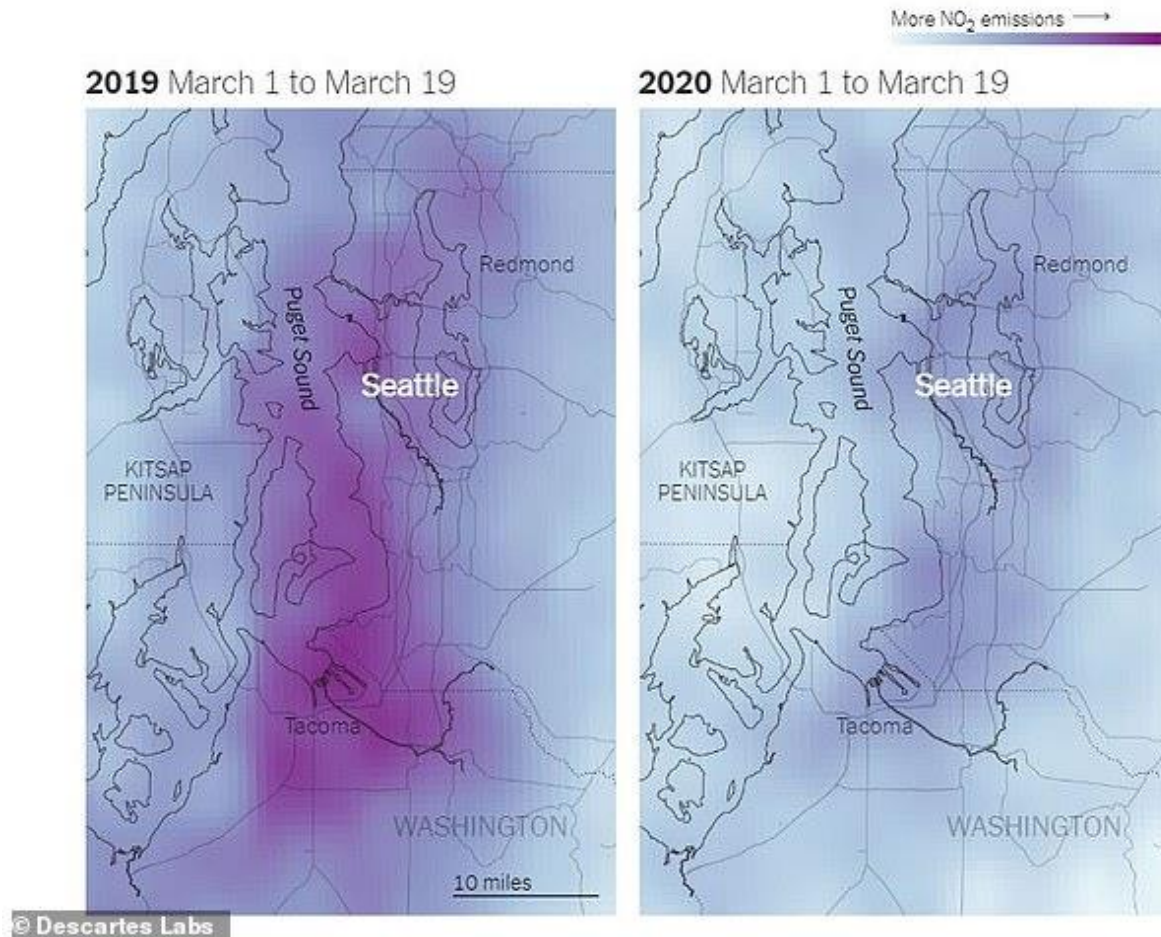 More NO₂ emissions
2019 March 1 to March 19
2020 March 1 to March 19
Redmond
Puget Sound
Seattle
KITSAP
PENINSULA
Tacoma
WASHINGTON
10 miles
Redmond
Puget Sound
Seattle
KITSAP
PENINSULA
Tacoma
WASHINGTON
© Descartes Labs